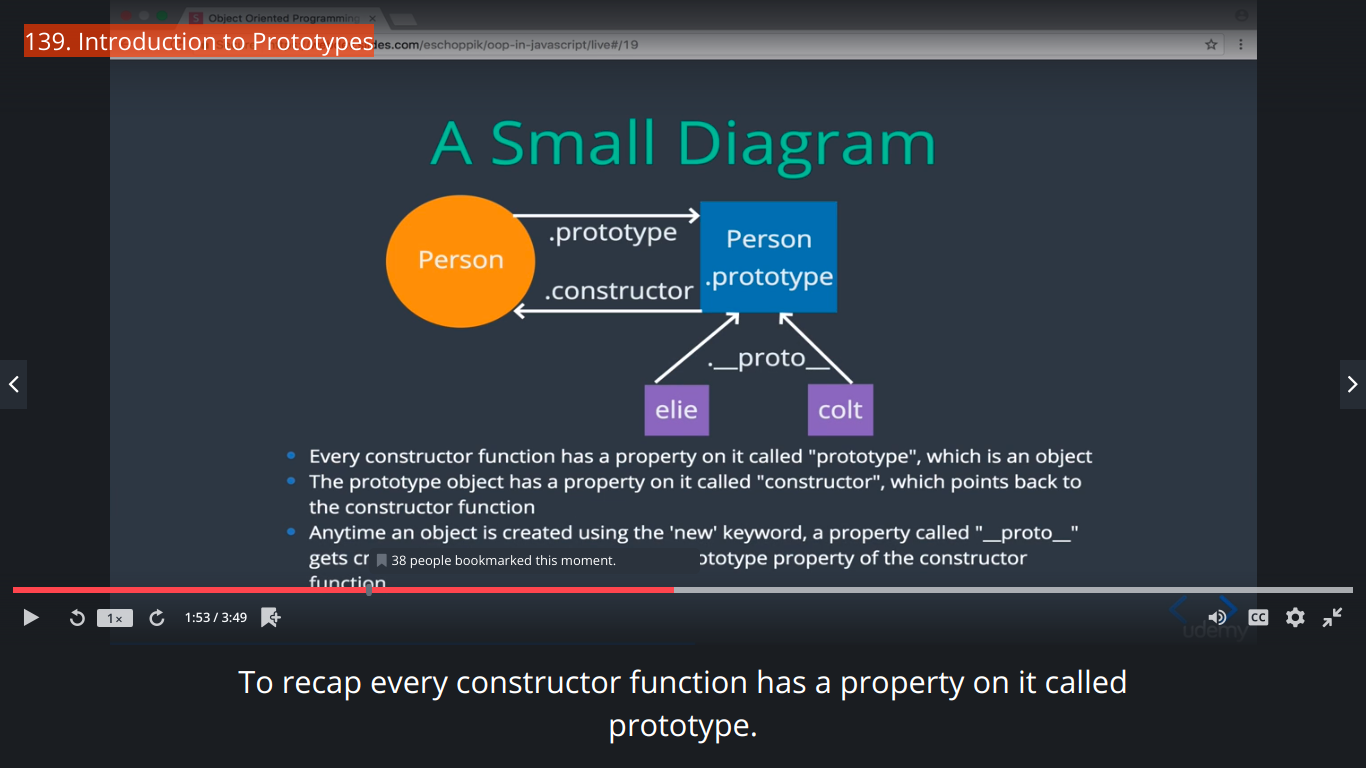 Object Oriented Programming
139. Introduction to Prototypes
des.com/eschoppik/oop-in-javascript/live#/19
A Small Diagram
Person
.prototype
.constructor
Person
.prototype
.__proto__
elie
colt
Every constructor function has a property on it called "prototype", which is an object
The prototype object has a property on it called "constructor", which points back to
the constructor function
Anytime an object is created using the 'new' keyword, a property called "__proto__"
gets cr
38 people bookmarked this moment.
ototype property of the constructor
function
1x
1:53 / 3:49
CC
udemy
To recap every constructor function has a property on it called
prototype.